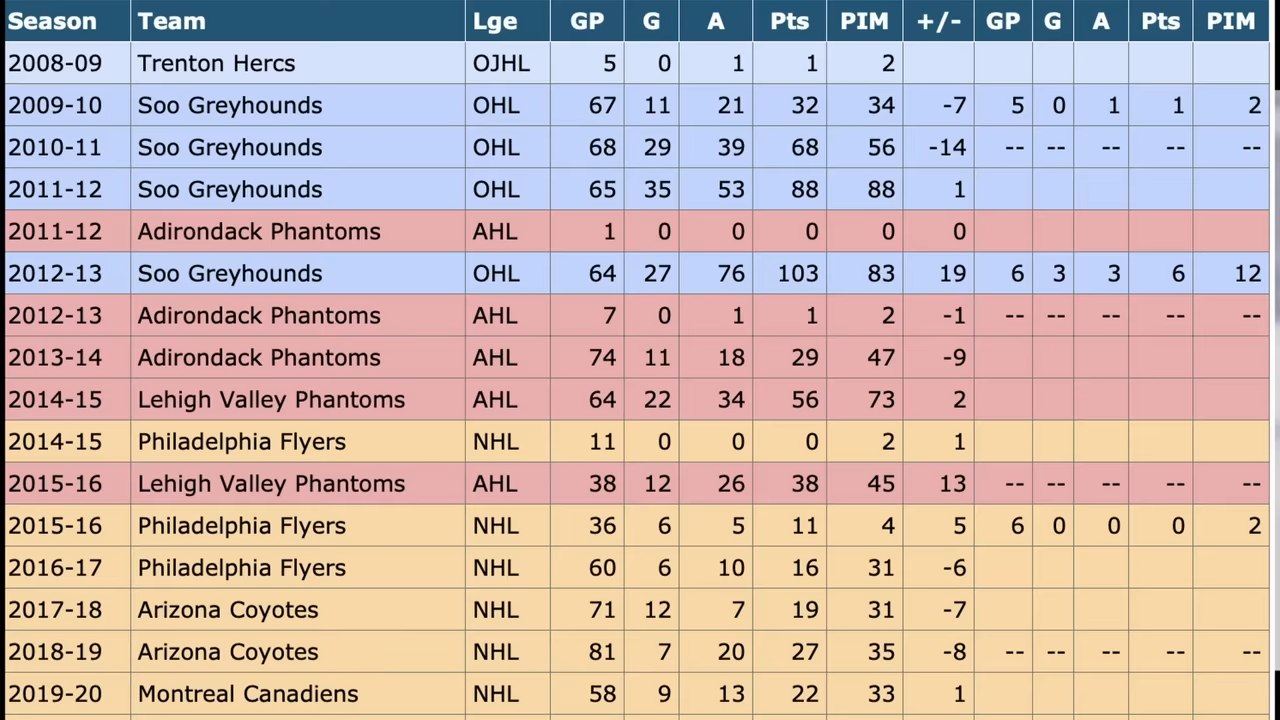 Season Team Lge GP G A Pts PIM +/- GP G A Pts PIM
2008-09 Trenton Hercs OJHL 5 0 1 1 2
2009-10 Soo Greyhounds OHL 67 11 21 32 34 -7 5 0 1 1 2
2010-11 Soo Greyhounds OHL 68 29 39 68 56 -14 -- -- -- -- --
2011-12 Soo Greyhounds OHL 65 35 53 88 88 1
2011-12 Adirondack Phantoms AHL 1 0 0 0 0 0
2012-13 Soo Greyhounds OHL 64 27 76 103 83 19 6 3 3 6 12
2012-13 Adirondack Phantoms AHL 7 0 1 1 2 -1 -- -- -- -- --
2013-14 Adirondack Phantoms AHL 74 11 18 29 47 -9
2014-15 Lehigh Valley Phantoms AHL 64 22 34 56 73 2
2014-15 Philadelphia Flyers NHL 11 0 0 0 2 1
2015-16 Lehigh Valley Phantoms AHL 38 12 26 38 45 13 -- -- -- -- --
2015-16 Philadelphia Flyers NHL 36 6 5 11 4 5 6 0 0 0 2
2016-17 Philadelphia Flyers NHL 60 6 10 16 31 -6
2017-18 Arizona Coyotes NHL 71 12 7 19 31 -7
2018-19 Arizona Coyotes NHL 81 7 20 27 35 -8 -- -- -- -- --
2019-20 Montreal Canadiens NHL 58 9 13 22 33 1